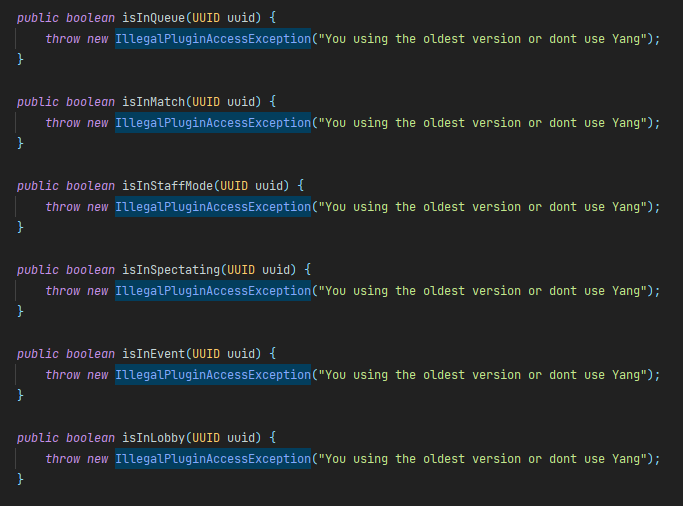 public boolean isInQueue(UUID uuid) {
throw new IllegalPluginAccessException("You using the oldest version or dont use Yang");
}
public boolean isInMatch(UUID uuid) {
throw new IllegalPluginAccessException("You using the oldest version or dont use Yang");
}
public boolean isInStaffMode(UUID uuid) {
throw new IllegalPluginAccessException("You using the oldest version or dont use Yang");
}
public boolean isInSpectating(UUID uuid) {
throw new IllegalPluginAccessException("You using the oldest version or dont use Yang");
}
public boolean isInEvent(UUID uuid) {
throw new IllegalPluginAccessException("You using the oldest version or dont use Yang");
}
public boolean isInLobby(UUID uuid) {
throw new IllegalPluginAccessException("You using the oldest version or dont use Yang");
}